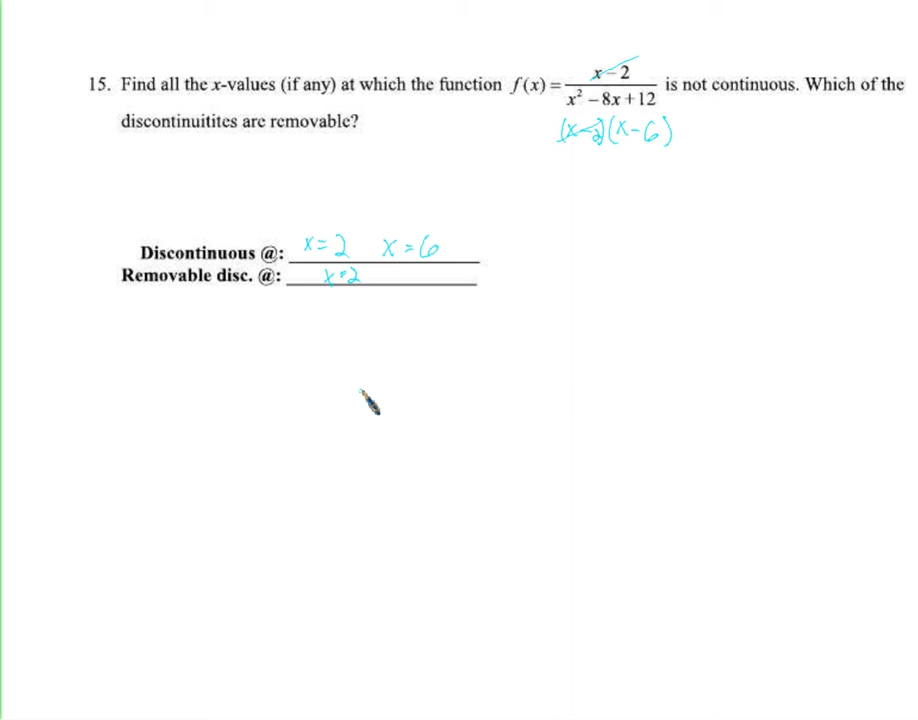 15. Find all the x-values (if any) at which the function f(x) = (x − 2)/(x² − 8x + 12) is not continuous. Which of the
discontinuitites are removable?
(x−2)(x−6)
Discontinuous @: x = 2 x = 6
Removable disc. @: x=2